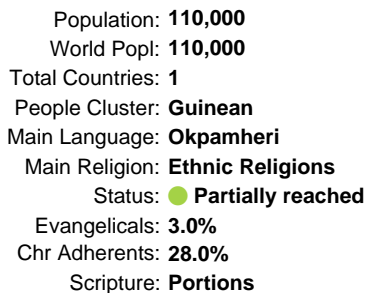 Population: 110,000
World Popl: 110,000
Total Countries: 1
People Cluster: Guinean
Main Language: Okpamheri
Main Religion: Ethnic Religions
Status: Partially reached
Evangelicals: 3.0%
Chr Adherents: 28.0%
Scripture: Portions